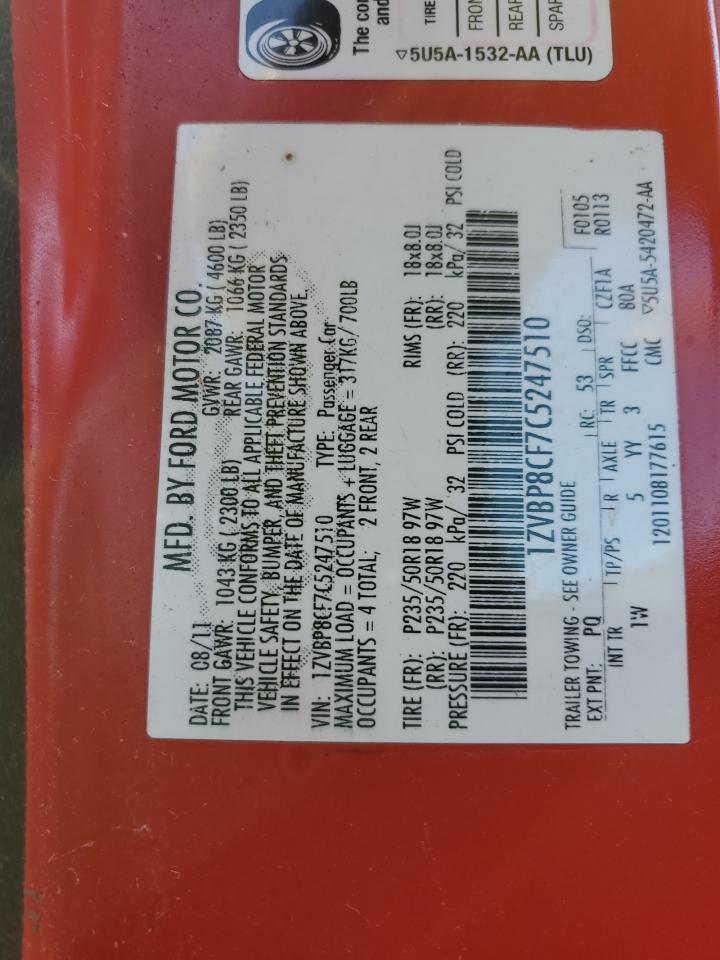 The con
and
TIRE
FRON
REAR
SPAR
▽5U5A-1532-AA (TLU)
MFD. BY FORD MOTOR CO.
DATE: 08/11 GVWR: 2087 KG ( 4600 LB)
FRONT GAWR: 1043 KG ( 2300 LB) REAR GAWR: 1066 KG ( 2350 LB)
THIS VEHICLE CONFORMS TO ALL APPLICABLE FEDERAL MOTOR
VEHICLE SAFETY, BUMPER, AND THEFT PREVENTION STANDARDS
IN EFFECT ON THE DATE OF MANUFACTURE SHOWN ABOVE.
VIN: 1ZVBP8CF7C5247510 TYPE: Passenger Car
MAXIMUM LOAD = OCCUPANTS + LUGGAGE = 317KG/ 700LB
OCCUPANTS = 4 TOTAL; 2 FRONT, 2 REAR
TIRE (FR): P235/50R18 97W RIMS (FR): 18x8.0J
(RR): P235/50R18 97W (RR): 18x8.0J
PRESSURE (FR): 220 kPa/ 32 PSI COLD (RR): 220 kPa/ 32 PSI COLD
1ZVBP8CF7C5247510
TRAILER TOWING - SEE OWNER GUIDE
EXT PNT: PQ RC: 53 DSO: F0105
INT TR TP/PS R AXLE TR SPR CZF1A R0113
1W 5 YY 3 FFCC 80A
1201108177615 CMC ▽5U5A-5420472-AA